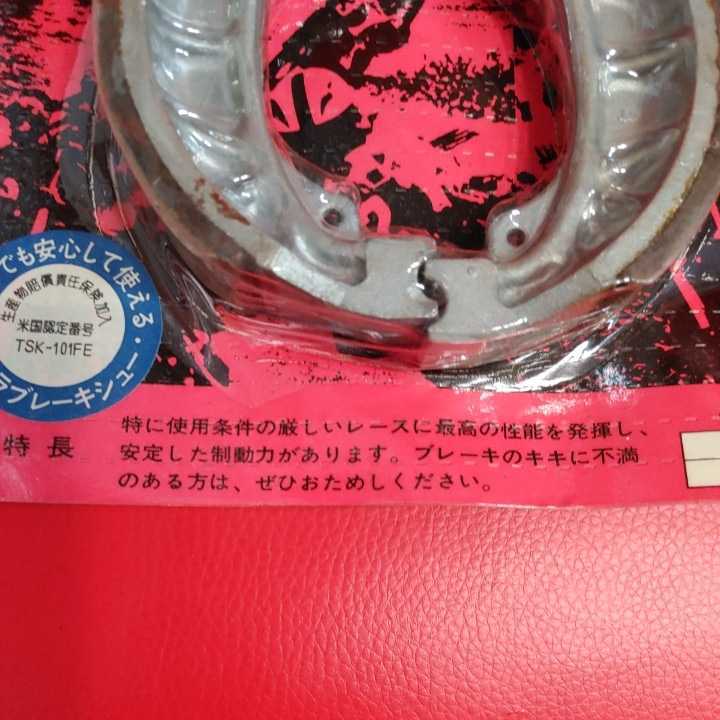 でも安心して使える・
生産物賠償責任保険加入
米国認定番号
TSK-101FE
ラブレーキシュー
特長
特に使用条件の厳しいレースに最高の性能を発揮し、
安定した制動力があります。ブレーキのキキに不満
のある方は、ぜひおためしください。